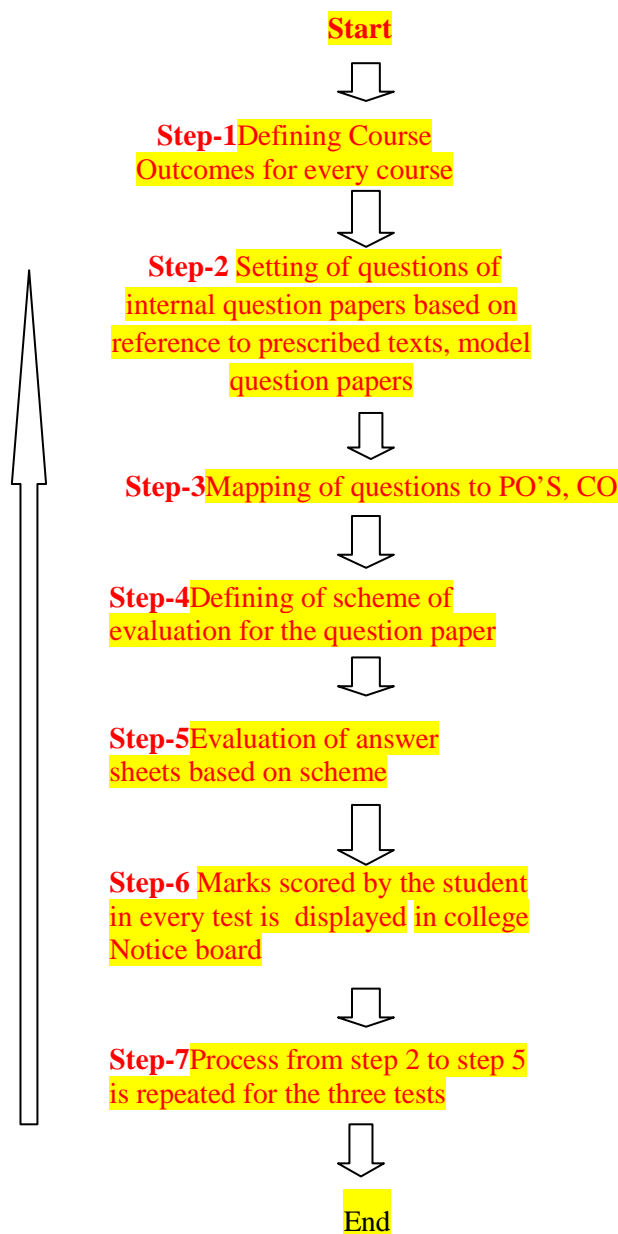 Start
Step-1Defining Course
Outcomes for every course
Step-2 Setting of questions of
internal question papers based on
reference to prescribed texts, model
question papers
Step-3Mapping of questions to PO’S, CO
Step-4Defining of scheme of
evaluation for the question paper
Step-5Evaluation of answer
sheets based on scheme
Step-6 Marks scored by the student
in every test is  displayed in college
Notice board
Step-7Process from step 2 to step 5
is repeated for the three tests
End